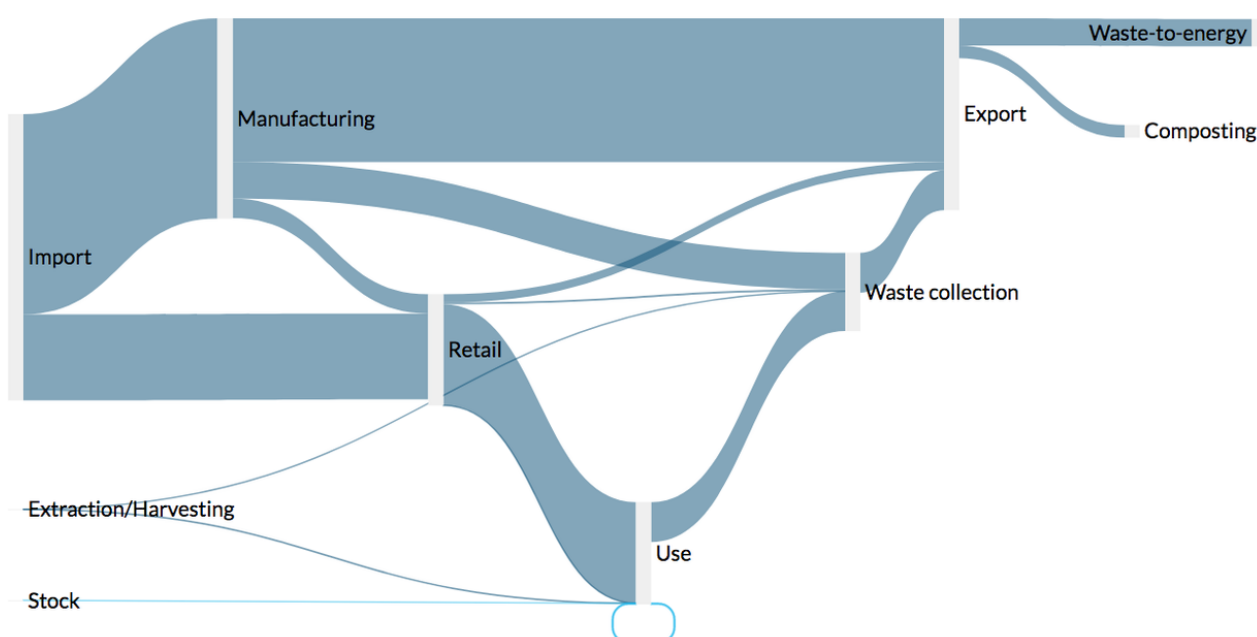 Waste-to-energy
Export
Manufacturing
Composting
Import
Waste collection
Retail
Extraction/Harvesting
Use
Stock